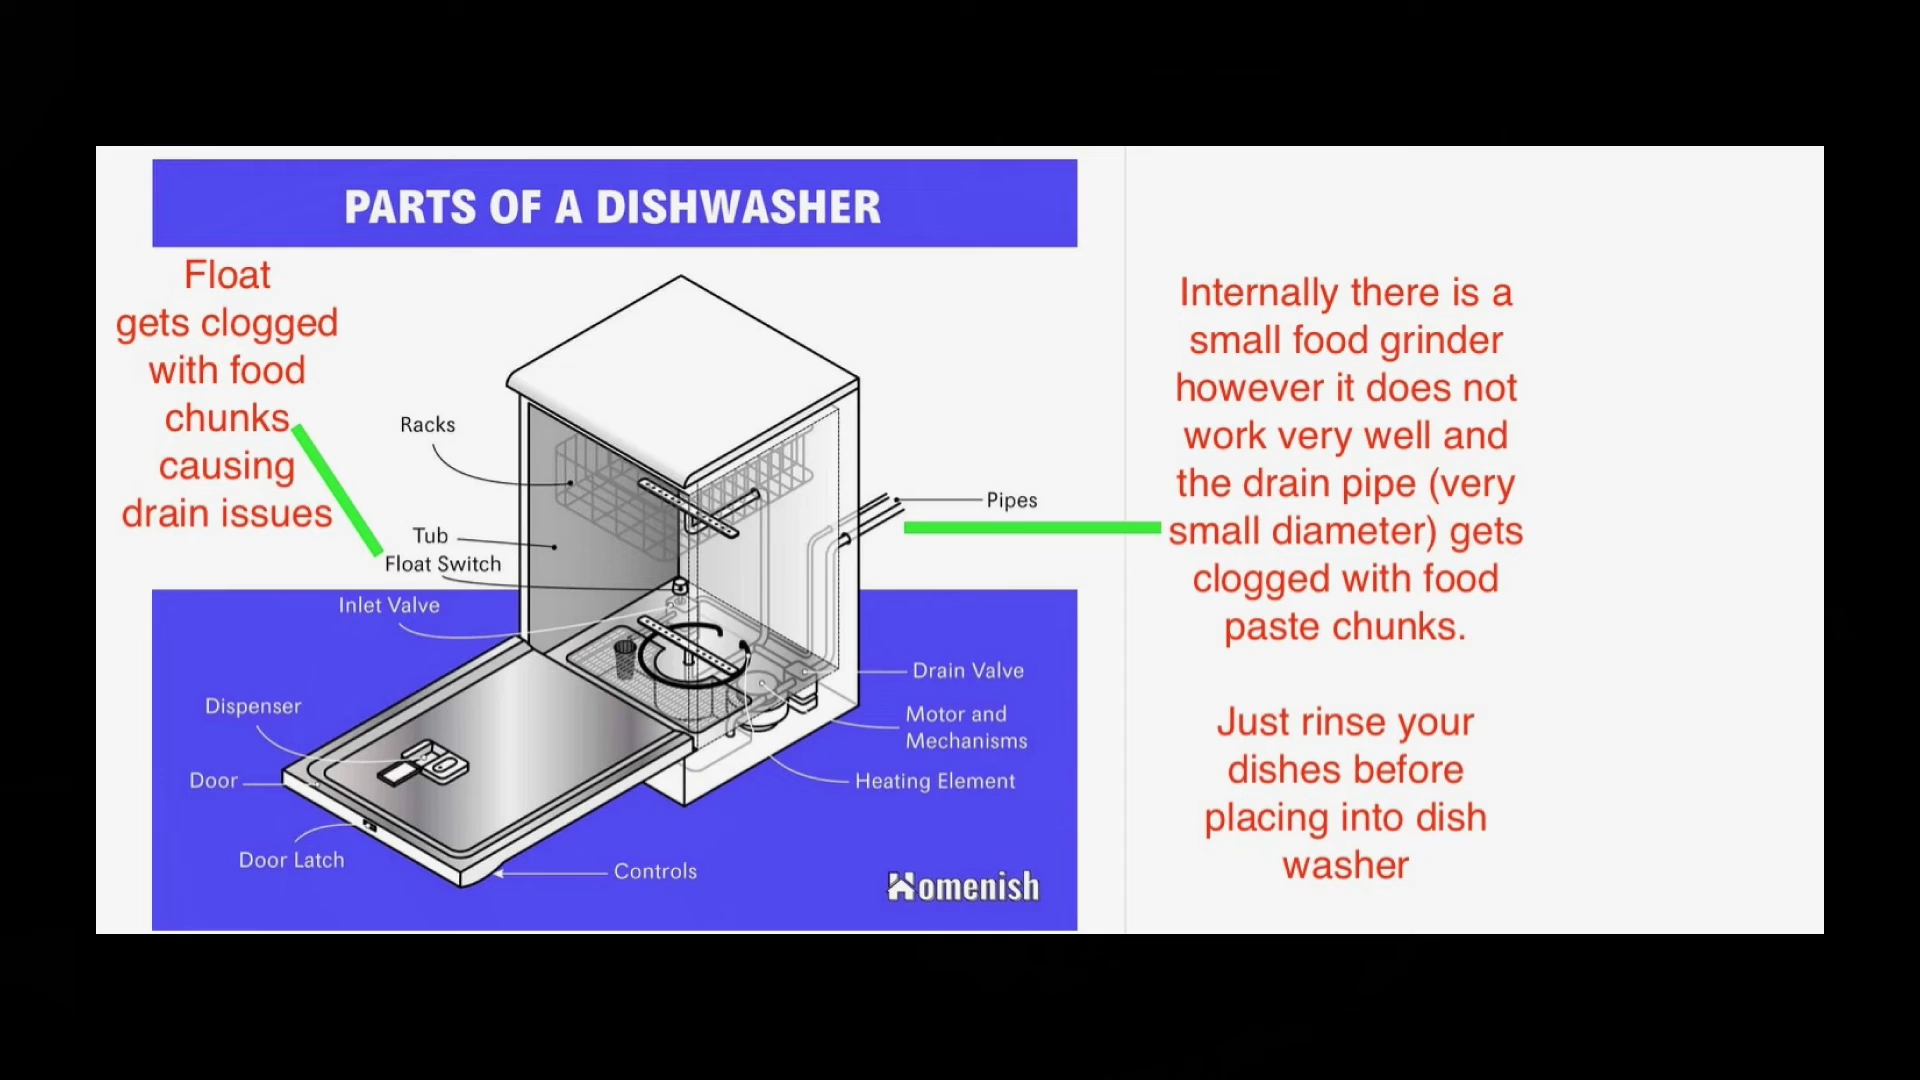 PARTS OF A DISHWASHER
Float
gets clogged
with food
chunks
causing
drain issues
Racks
Tub
Float Switch
Inlet Valve
Dispenser
Door
Door Latch
Controls
Pipes
Drain Valve
Motor and
Mechanisms
Heating Element
Homenish
Internally there is a
small food grinder
however it does not
work very well and
the drain pipe (very
small diameter) gets
clogged with food
paste chunks.
Just rinse your
dishes before
placing into dish
washer